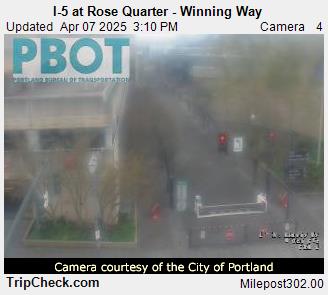 I-5 at Rose Quarter - Winning Way
Updated Apr 07 2025 3:10 PM Camera 4
PBOT
PORTLAND BUREAU OF TRANSPORTATION
Camera courtesy of the City of Portland
TripCheck.com Milepost302.00